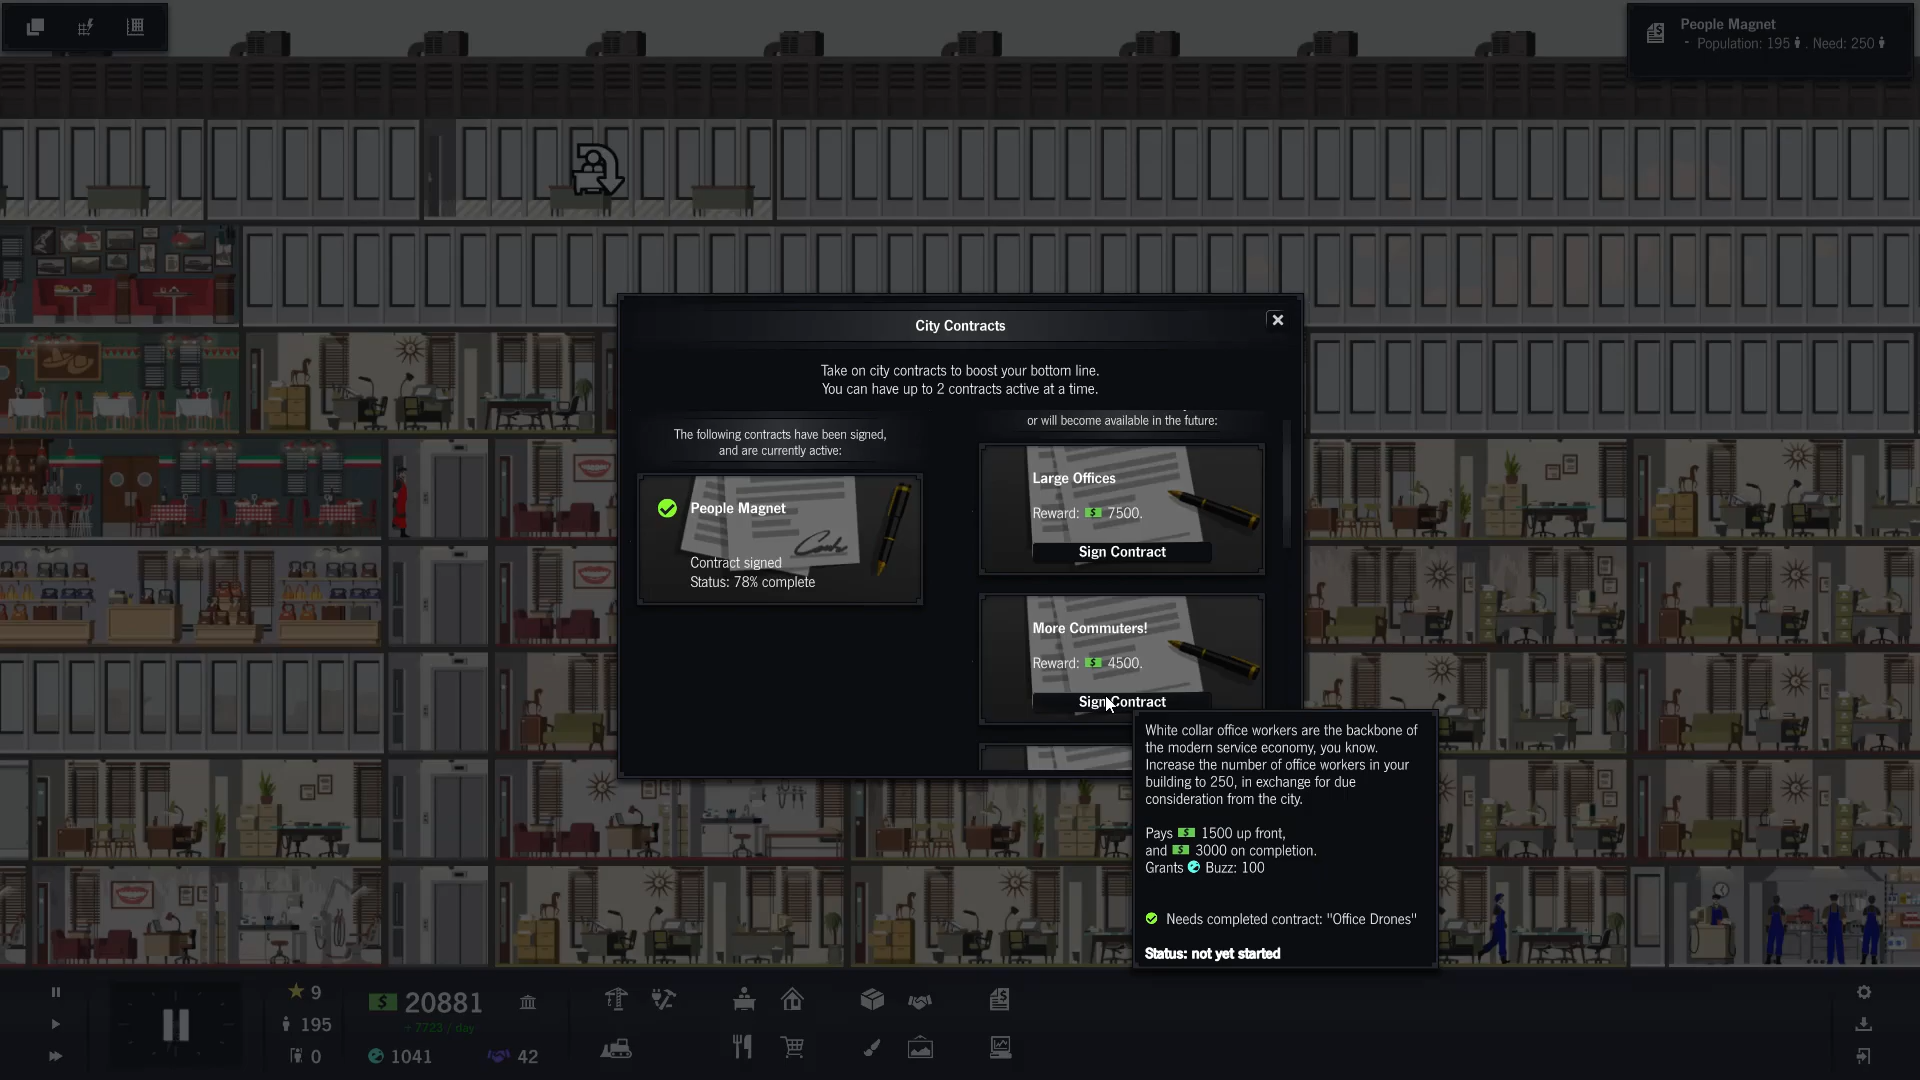 People Magnet
- Population: 195 . Need: 250
City Contracts
Take on city contracts to boost your bottom line.
You can have up to 2 contracts active at a time.
The following contracts have been signed,
and are currently active:
People Magnet
Contract signed
Status: 78% complete
or will become available in the future:
Large Offices
Reward: $ 7500.
Sign Contract
More Commuters!
Reward: $ 4500.
Sign Contract
White collar office workers are the backbone of
the modern service economy, you know.
Increase the number of office workers in your
building to 250, in exchange for due
consideration from the city.
Pays $ 1500 up front,
and $ 3000 on completion.
Grants Buzz: 100
Needs completed contract: "Office Drones"
Status: not yet started
9
195
0
$ 20881
+ 7723 / day
1041
42